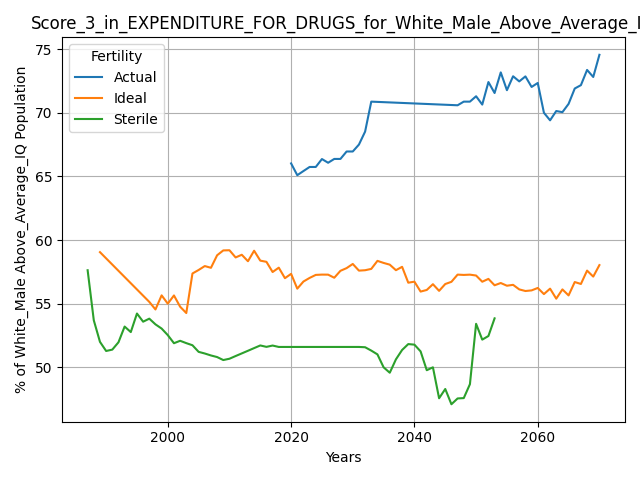 Score_3_in_EXPENDITURE_FOR_DRUGS_for_White_Male_Above_Average_I
Fertility
Actual
Ideal
Sterile
% of White_Male Above_Average_IQ Population
75
70
65
60
55
50
2000
2020
2040
2060
Years